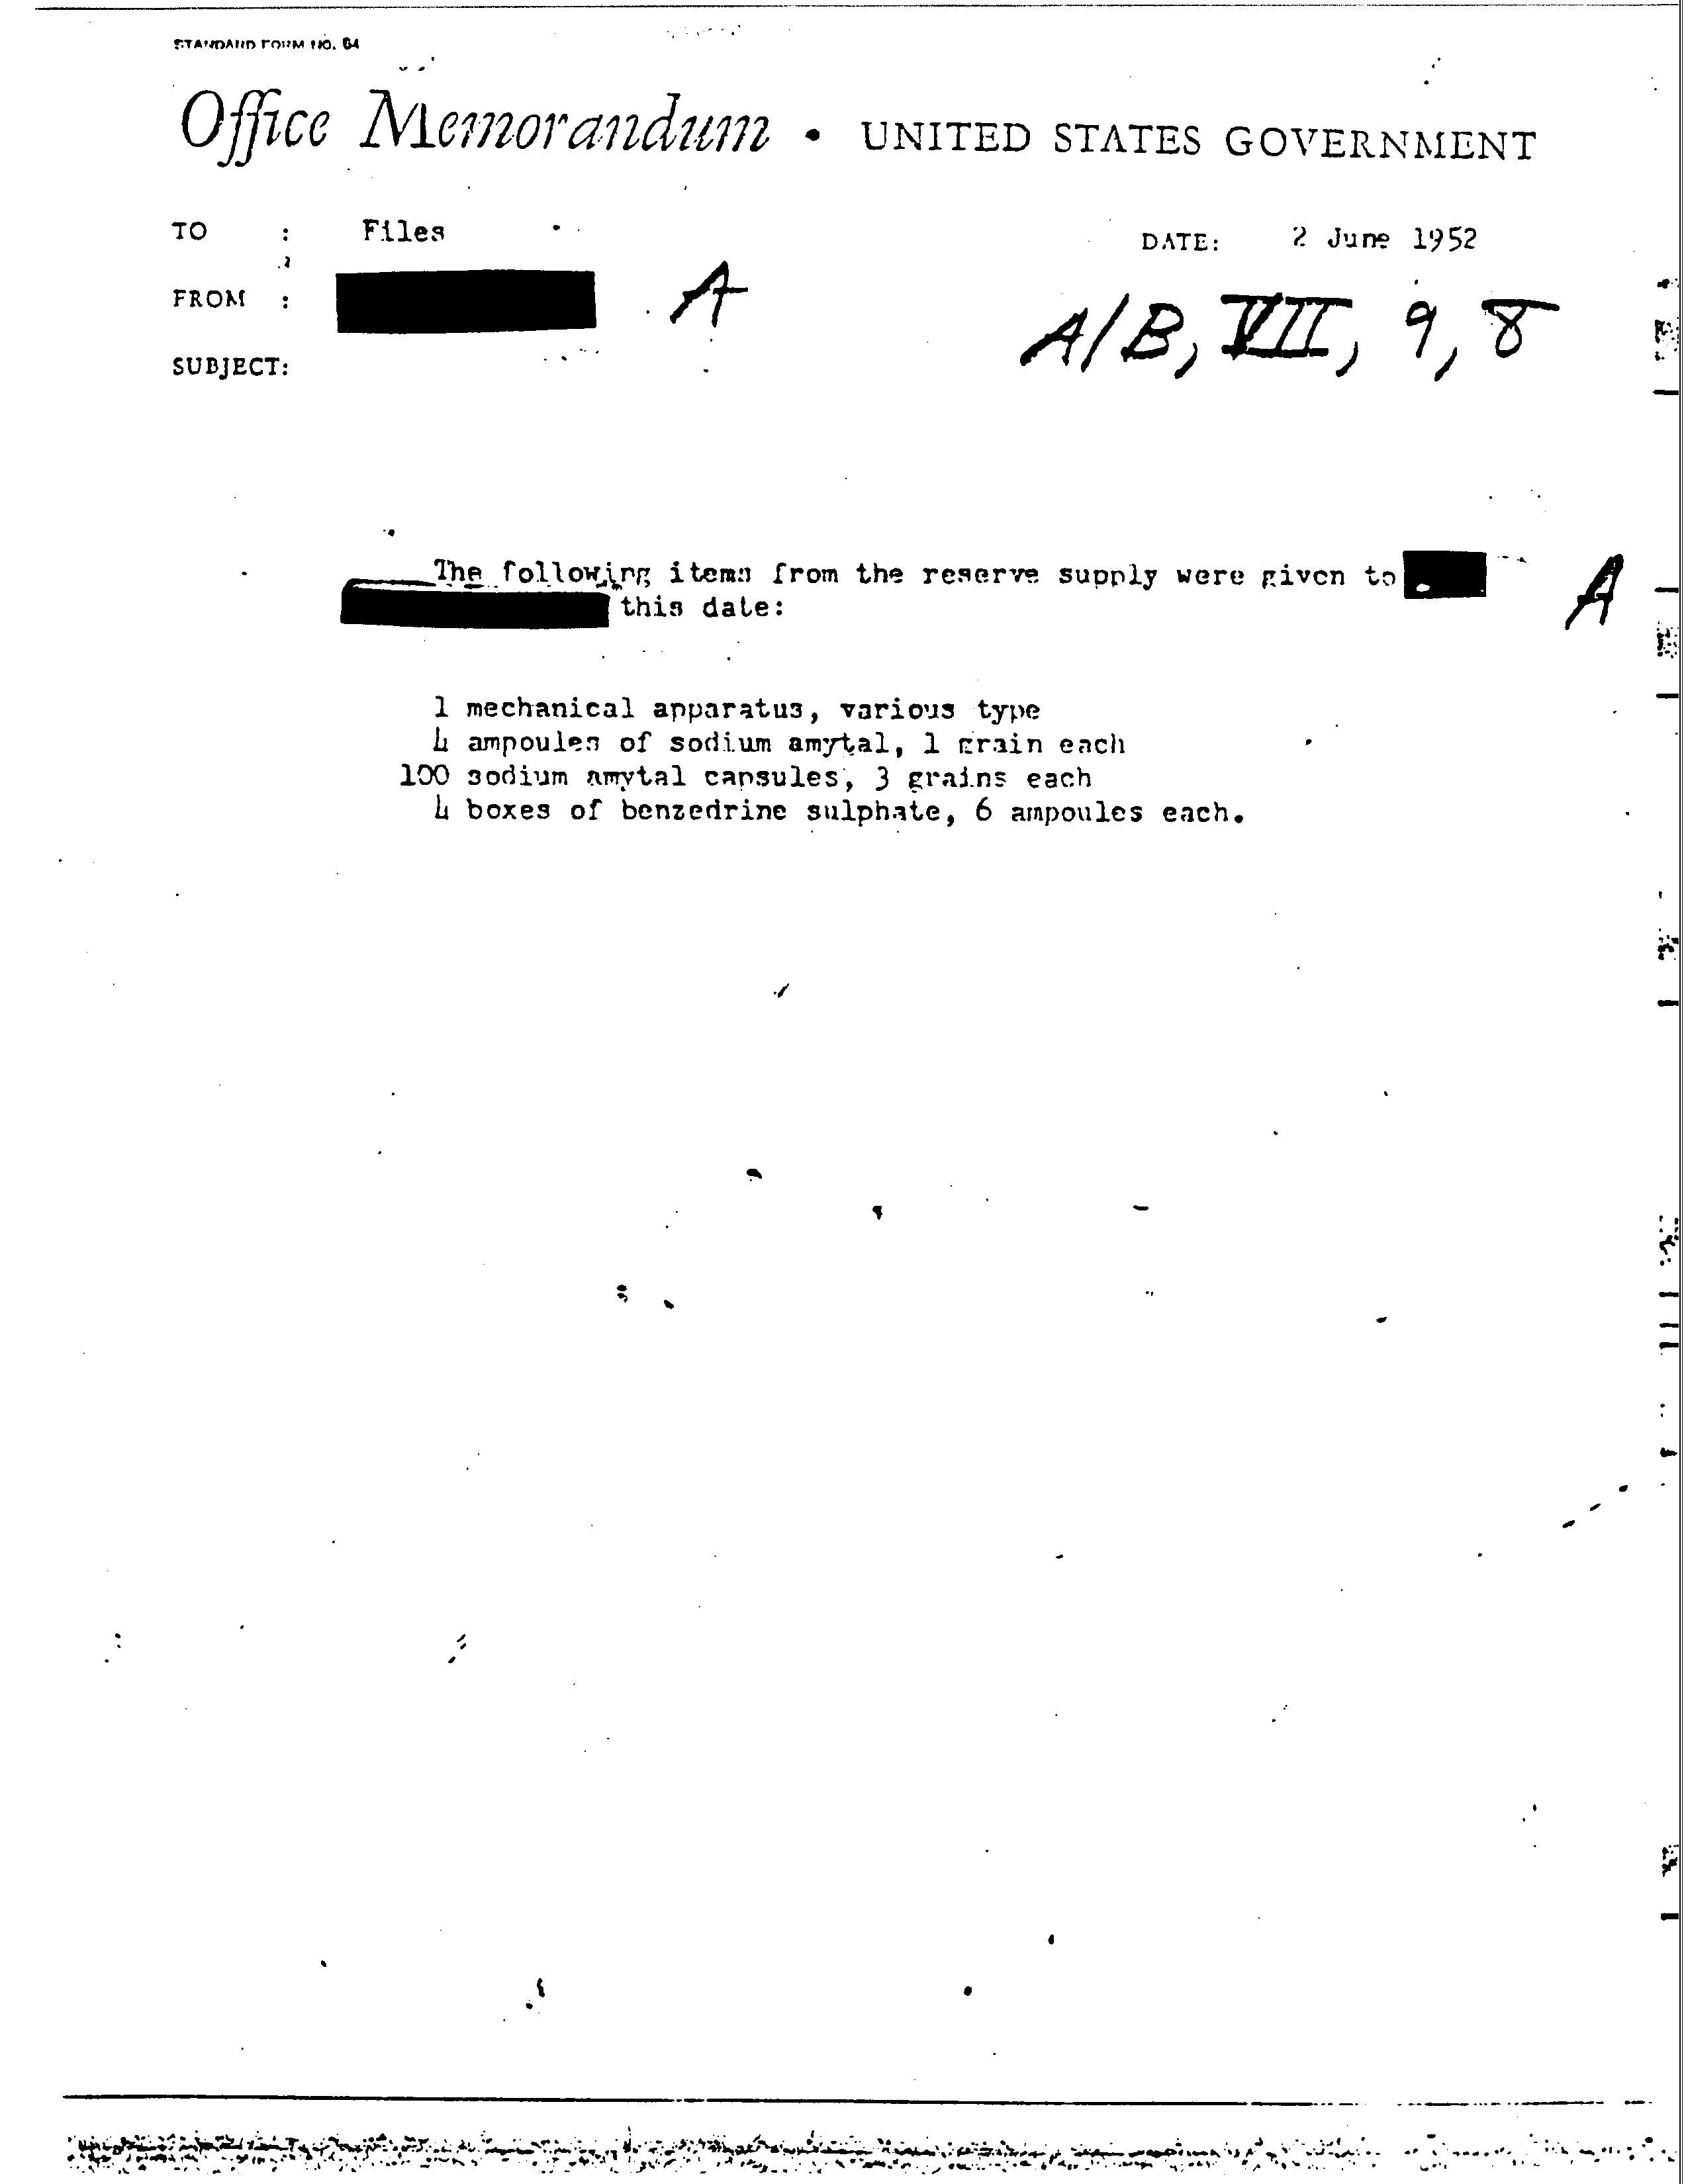 STANDARD FORM NO. 64
Office Memorandum • UNITED STATES GOVERNMENT
TO : Files DATE: 2 June 1952
FROM : A
A/B, VII, 9, 8
SUBJECT:
The following items from the reserve supply were given to
this date: A
1 mechanical apparatus, various type
4 ampoules of sodium amytal, 1 grain each
100 sodium amytal capsules, 3 grains each
4 boxes of benzedrine sulphate, 6 ampoules each.